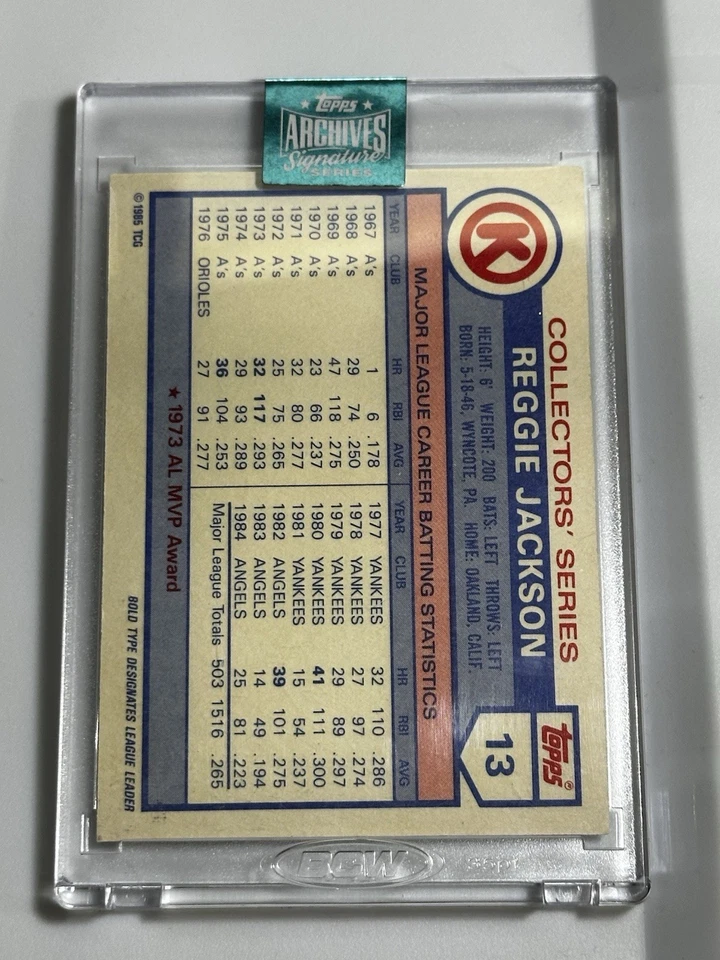 ★ Topps ★
ARCHIVES
Signature
SERIES
K
COLLECTORS' SERIES
REGGIE JACKSON
Topps®
13
HEIGHT: 6' WEIGHT: 200 BATS: LEFT THROWS: LEFT
BORN: 5-18-46, WYNCOTE, PA. HOME: OAKLAND, CALIF.
MAJOR LEAGUE CAREER BATTING STATISTICS
YEAR CLUB HR RBI AVG
1967 A's 1 6 .178
1968 A's 29 74 .250
1969 A's 47 118 .275
1970 A's 23 66 .237
1971 A's 32 80 .277
1972 A's 25 75 .265
1973 A's 32 117 .293
1974 A's 29 93 .289
1975 A's 36 104 .253
1976 ORIOLES 27 91 .277
YEAR CLUB HR RBI AVG
1977 YANKEES 32 110 .286
1978 YANKEES 27 97 .274
1979 YANKEES 29 89 .297
1980 YANKEES 41 111 .300
1981 YANKEES 15 54 .237
1982 ANGELS 39 101 .275
1983 ANGELS 14 49 .194
1984 ANGELS 25 81 .223
Major League Totals 503 1516 .265
★ 1973 AL MVP Award
© 1985 TCG
BOLD TYPE DESIGNATES LEAGUE LEADER
BCW
35pt